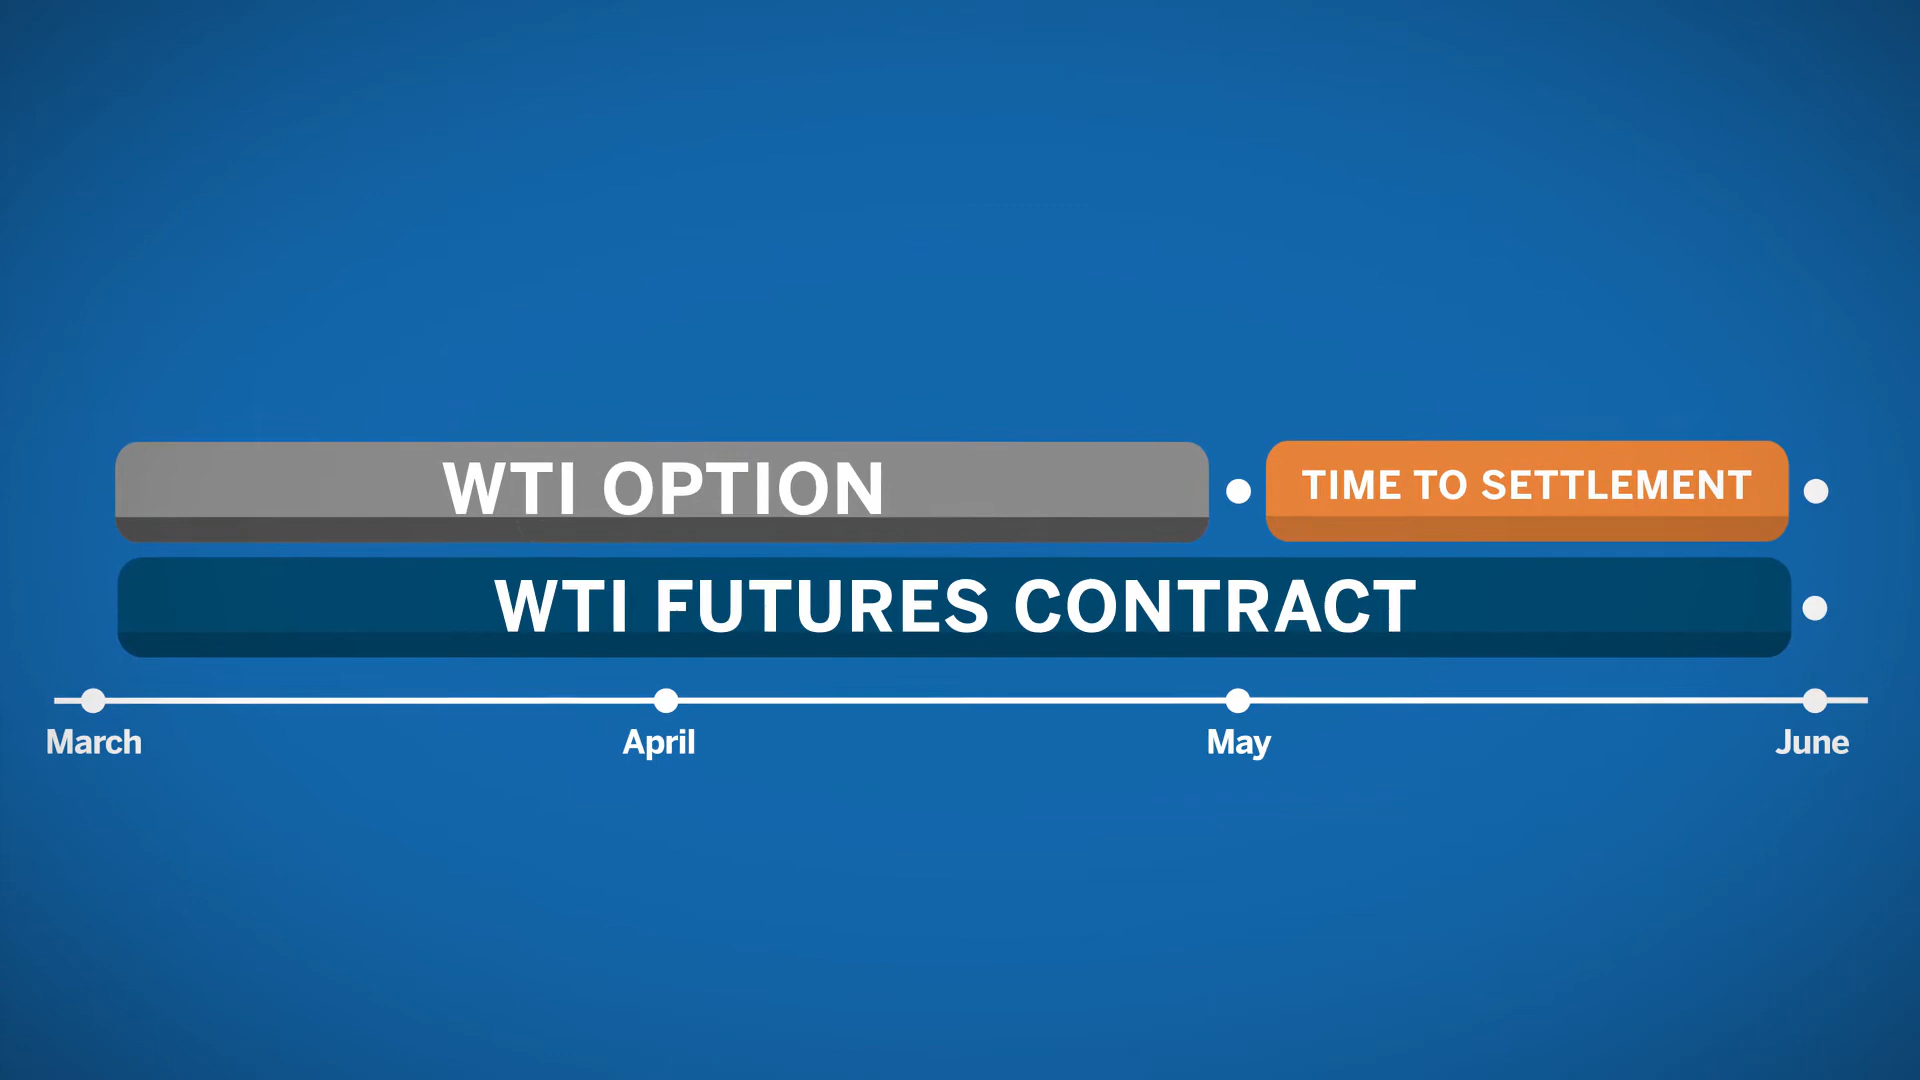 WTI OPTION
TIME TO SETTLEMENT
WTI FUTURES CONTRACT
March
April
May
June